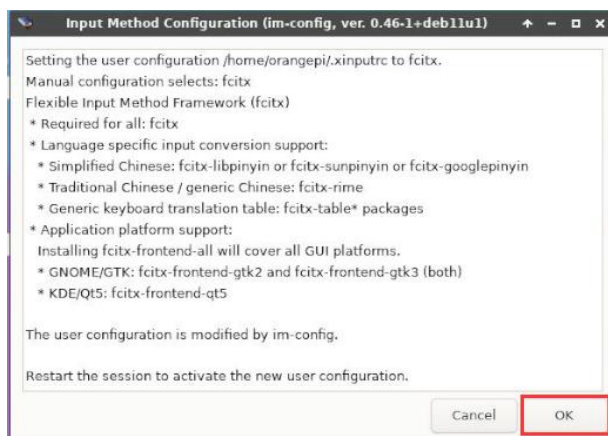 Input Method Configuration (im-config, ver. 0.46-1+deb11u1)
Setting the user configuration /home/orangepi/.xinputrc to fcitx.
Manual configuration selects: fcitx
Flexible Input Method Framework (fcitx)
* Required for all: fcitx
* Language specific input conversion support:
* Simplified Chinese: fcitx-libpinyin or fcitx-sunpinyin or fcitx-googlepinyin
* Traditional Chinese / generic Chinese: fcitx-rime
* Generic keyboard translation table: fcitx-table* packages
* Application platform support:
Installing fcitx-frontend-all will cover all GUI platforms.
* GNOME/GTK: fcitx-frontend-gtk2 and fcitx-frontend-gtk3 (both)
* KDE/Qt5: fcitx-frontend-qt5
The user configuration is modified by im-config.
Restart the session to activate the new user configuration.
Cancel OK